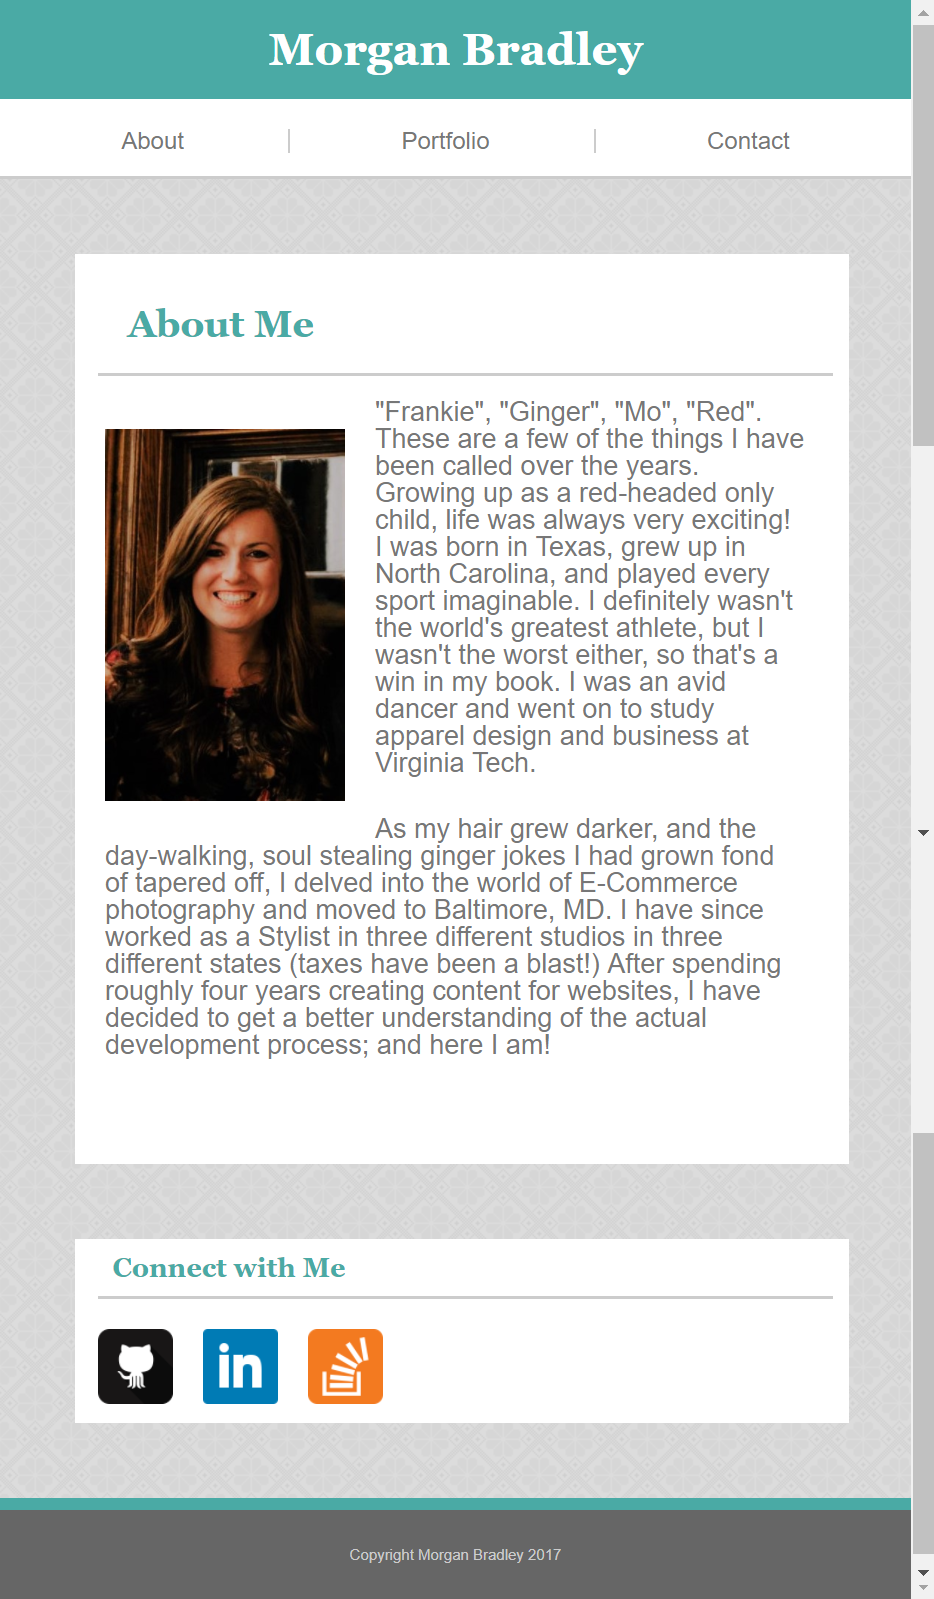 Morgan Bradley
About
Portfolio
Contact
About Me
"Frankie", "Ginger", "Mo", "Red".
These are a few of the things I have
been called over the years.
Growing up as a red-headed only
child, life was always very exciting!
I was born in Texas, grew up in
North Carolina, and played every
sport imaginable. I definitely wasn't
the world's greatest athlete, but I
wasn't the worst either, so that's a
win in my book. I was an avid
dancer and went on to study
apparel design and business at
Virginia Tech.
As my hair grew darker, and the
day-walking, soul stealing ginger jokes I had grown fond
of tapered off, I delved into the world of E-Commerce
photography and moved to Baltimore, MD. I have since
worked as a Stylist in three different studios in three
different states (taxes have been a blast!) After spending
roughly four years creating content for websites, I have
decided to get a better understanding of the actual
development process; and here I am!
Connect with Me
in
Copyright Morgan Bradley 2017